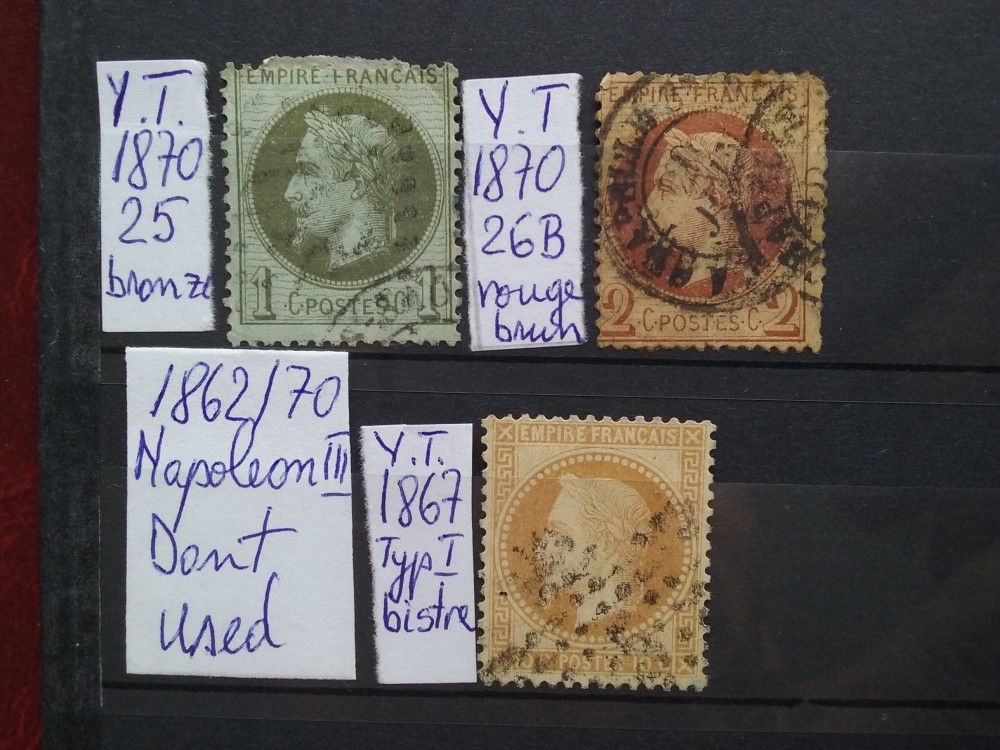 Y.T.
1870
25
bronze
EMPIRE·FRANÇAIS
1 C·POSTES·C· 1
Y.T
1870
26B
rouge
brun
EMPIRE·FRANÇAIS
2 ·C·POSTES·C· 2
1862/70
Napoleon III
Dont
used
Y.T.
1867
Typ I
bistre
EMPIRE FRANÇAIS
POSTES